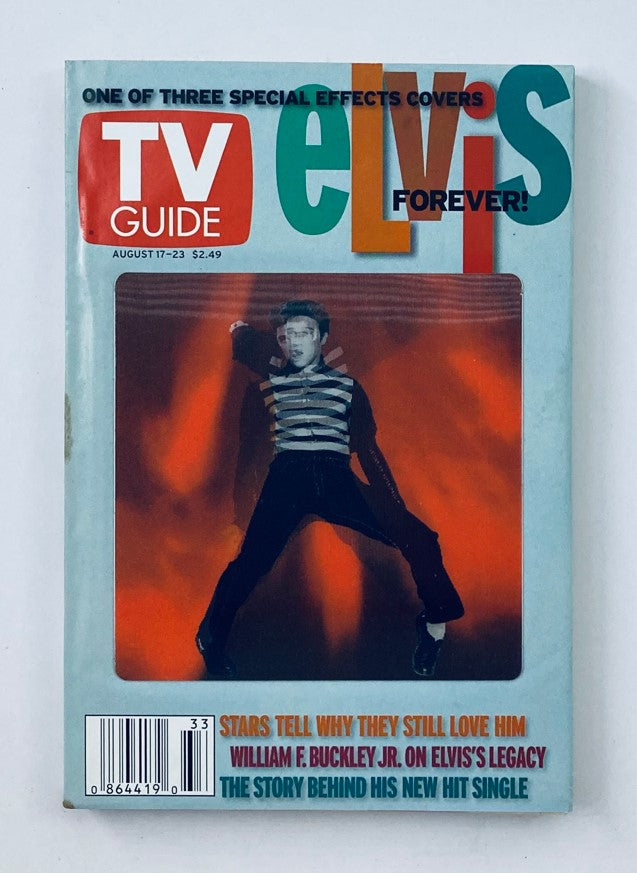 ONE OF THREE SPECIAL EFFECTS COVERS
eLViS
FOREVER!
TV
GUIDE
AUGUST 17-23 $2.49
33
0 864419 0
STARS TELL WHY THEY STILL LOVE HIM
WILLIAM F. BUCKLEY JR. ON ELVIS'S LEGACY
THE STORY BEHIND HIS NEW HIT SINGLE